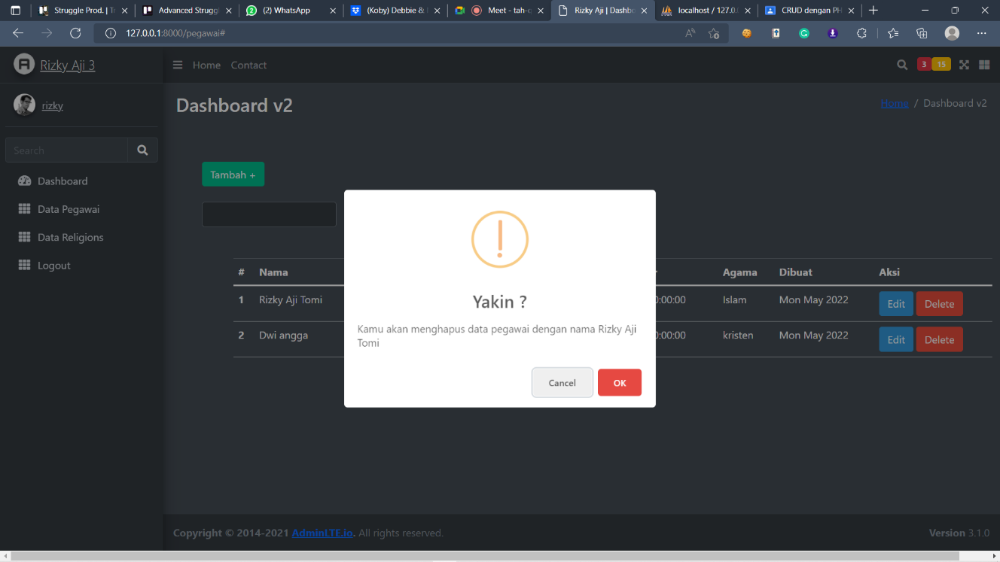 Struggle Prod. | Tr
Advanced Struggl
(2) WhatsApp
(Koby) Debbie &
Meet - tah-e
Rizky Aji | Dashbo
localhost / 127.0.
CRUD dengan PH
127.0.0.1:8000/pegawai#
Rizky Aji 3
Home Contact
3 15
rizky
Dashboard v2
Home / Dashboard v2
Search
Dashboard
Data Pegawai
Data Religions
Logout
Tambah +
# Nama Agama Dibuat Aksi
1 Rizky Aji Tomi 0:00:00 Islam Mon May 2022 Edit Delete
2 Dwi angga 0:00:00 kristen Mon May 2022 Edit Delete
Yakin ?
Kamu akan menghapus data pegawai dengan nama Rizky Aji
Tomi
Cancel OK
Copyright © 2014-2021 AdminLTE.io. All rights reserved.
Version 3.1.0